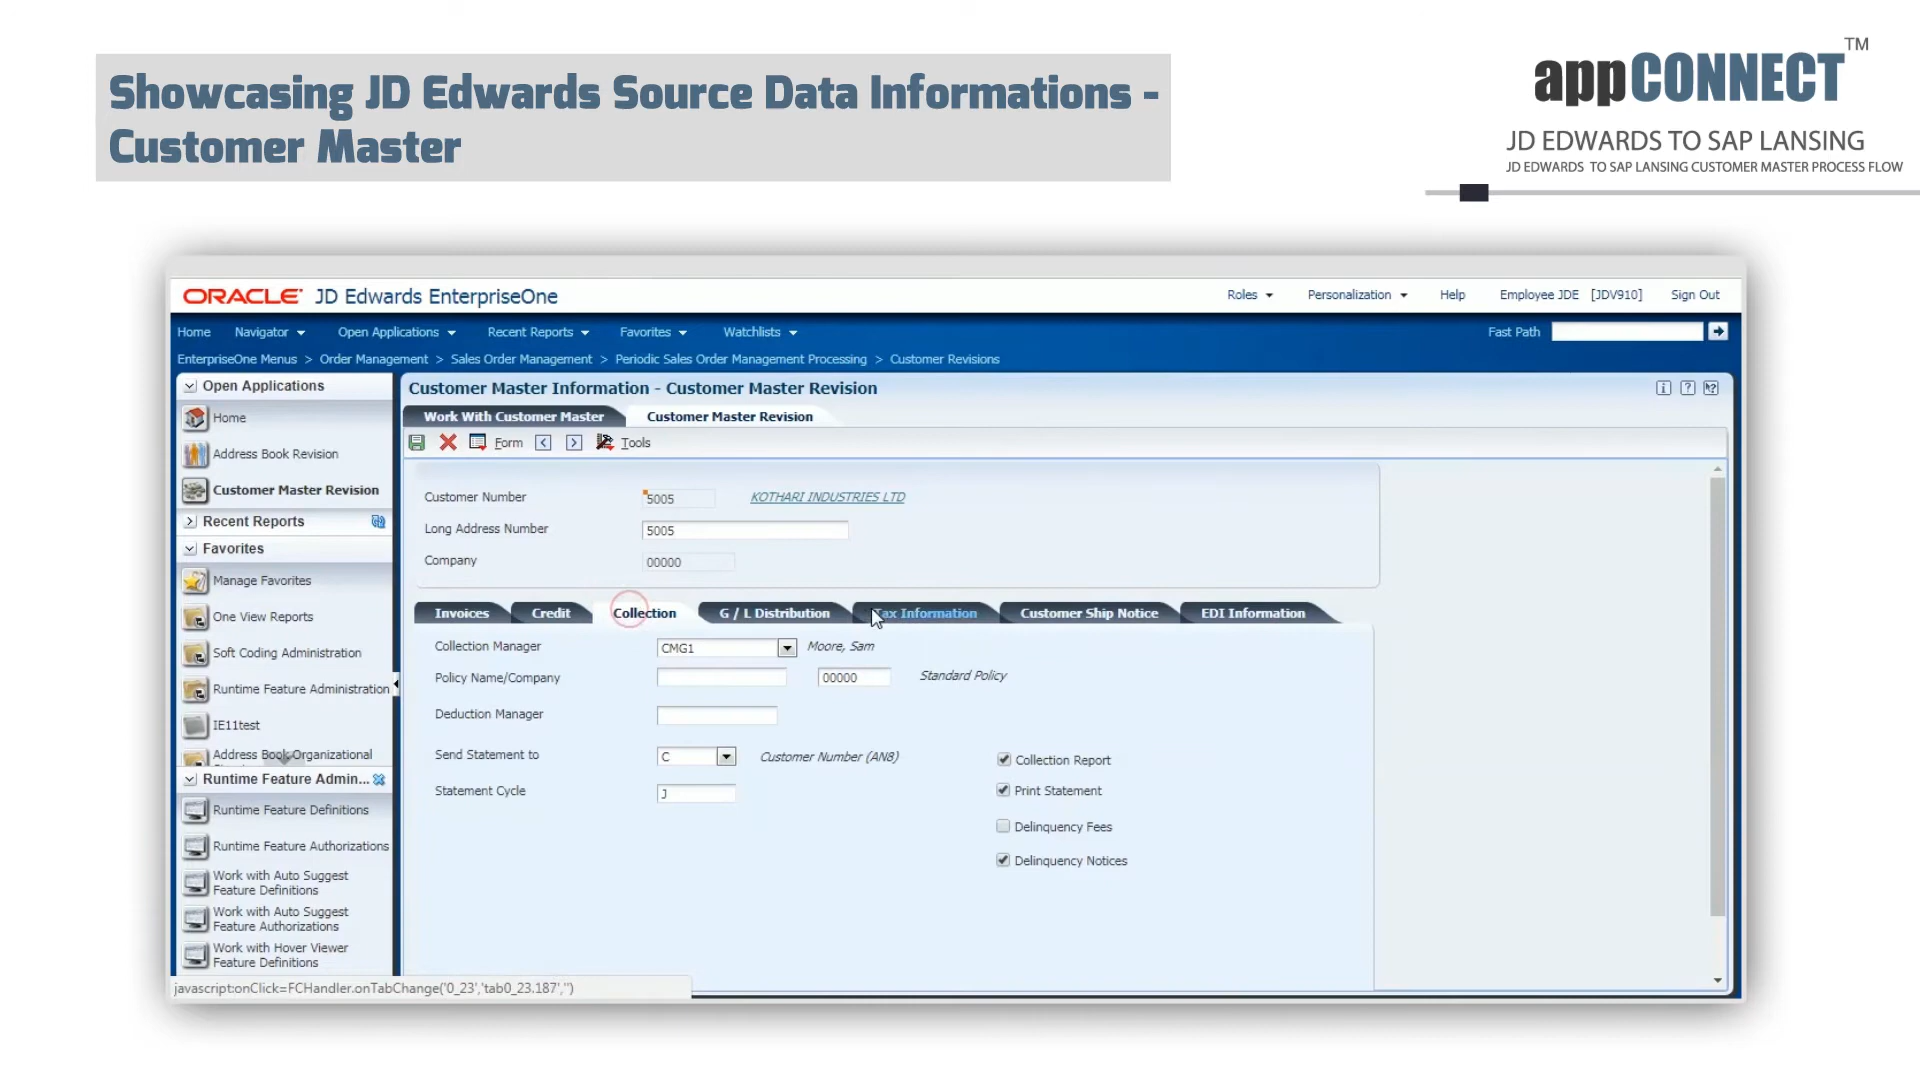 Showcasing JD Edwards Source Data Informations -
Customer Master
appCONNECT™
JD EDWARDS TO SAP LANSING
JD EDWARDS TO SAP LANSING CUSTOMER MASTER PROCESS FLOW
ORACLE JD Edwards EnterpriseOne
Roles Personalization Help Employee JDE [JDV910] Sign Out
Home Navigator Open Applications Recent Reports Favorites Watchlists Fast Path
EnterpriseOne Menus > Order Management > Sales Order Management > Periodic Sales Order Management Processing > Customer Revisions
Open Applications
Home
Address Book Revision
Customer Master Revision
Recent Reports
Favorites
Manage Favorites
One View Reports
Soft Coding Administration
Runtime Feature Administration
IE11test
Address Book Organizational
Runtime Feature Admin...
Runtime Feature Definitions
Runtime Feature Authorizations
Work with Auto Suggest
Feature Definitions
Work with Auto Suggest
Feature Authorizations
Work with Hover Viewer
Feature Definitions
Customer Master Information - Customer Master Revision
Work With Customer Master Customer Master Revision
Form Tools
Customer Number 5005 KOTHARI INDUSTRIES LTD
Long Address Number 5005
Company 00000
Invoices Credit Collection G / L Distribution Tax Information Customer Ship Notice EDI Information
Collection Manager CMG1 Moore, Sam
Policy Name/Company 00000 Standard Policy
Deduction Manager
Send Statement to C Customer Number (AN8)
Collection Report
Statement Cycle J
Print Statement
Delinquency Fees
Delinquency Notices
javascript:onClick=FCHandler.onTabChange('0_23','tab0_23.187','')